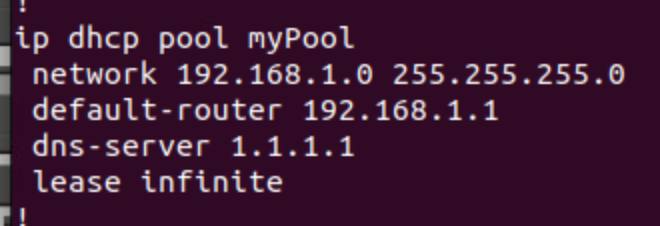 !
ip dhcp pool myPool
network 192.168.1.0 255.255.255.0
default-router 192.168.1.1
dns-server 1.1.1.1
lease infinite
!